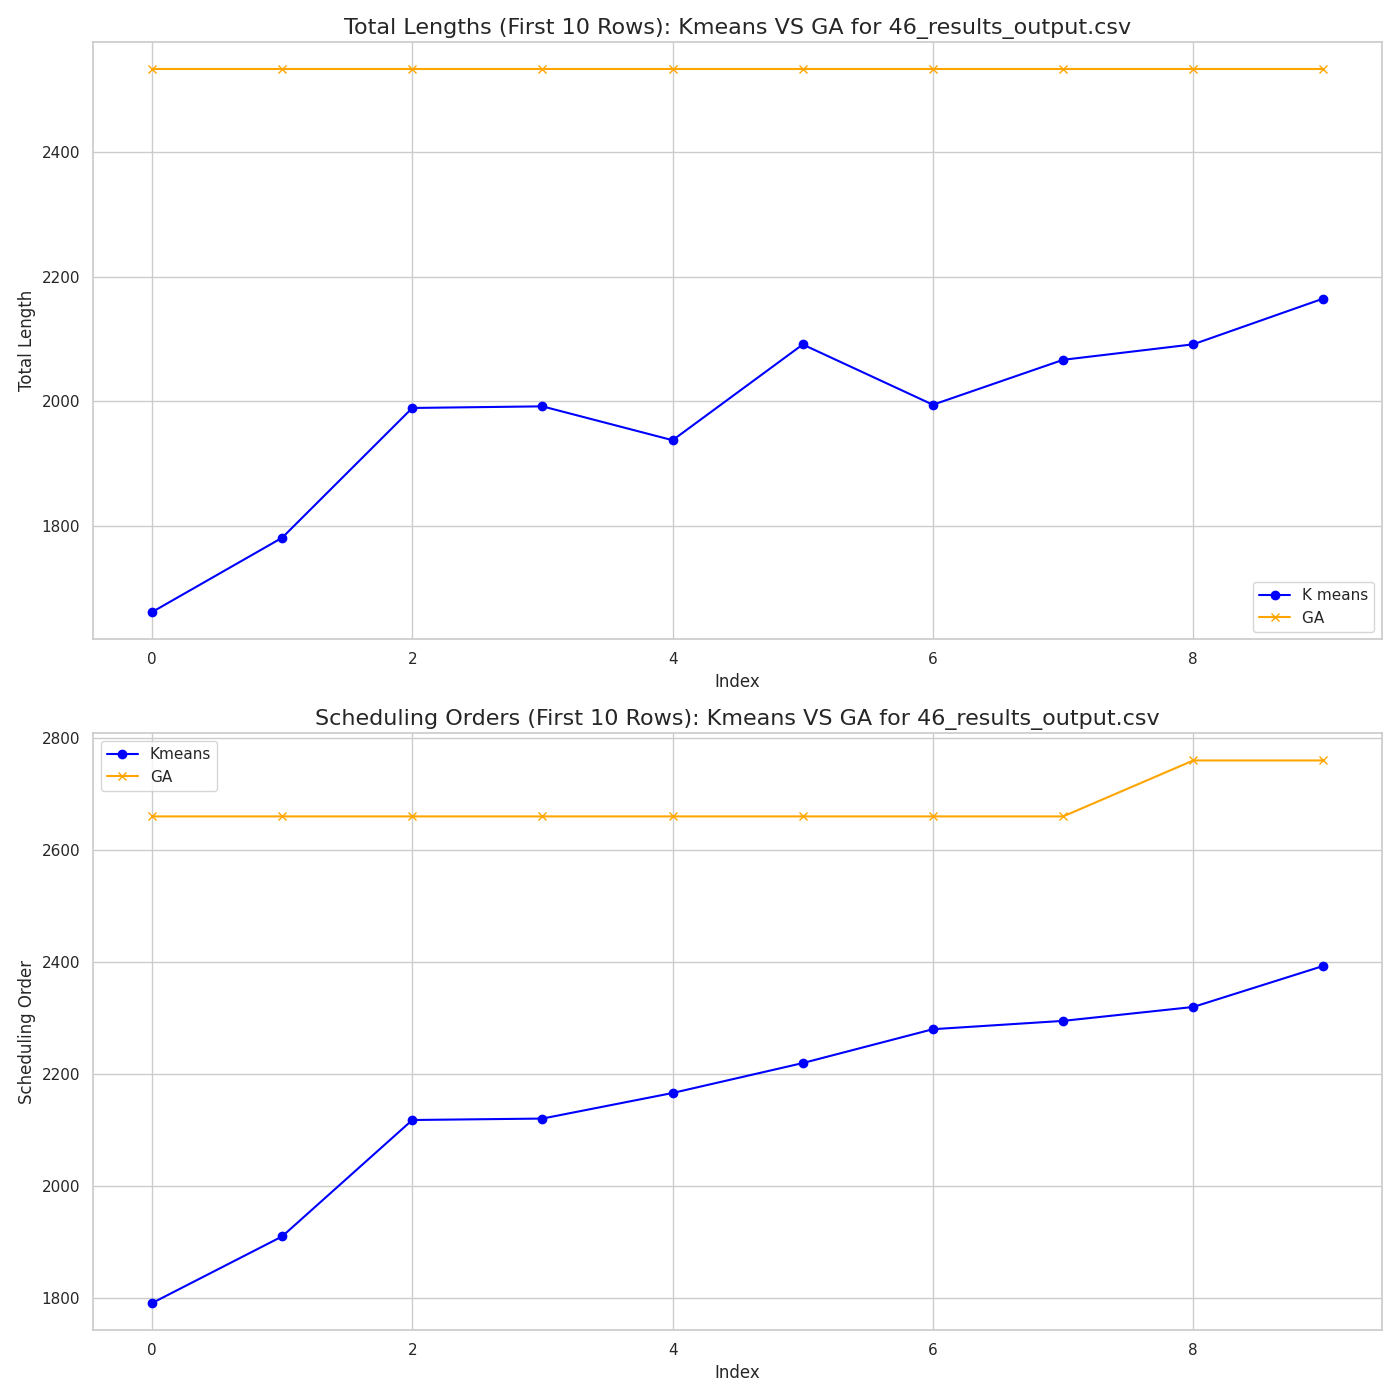 Total Lengths (First 10 Rows): Kmeans VS GA for 46_results_output.csv
2400
2200
2000
1800
Total Length
K means
GA
0 2 4 6 8
Index
Scheduling Orders (First 10 Rows): Kmeans VS GA for 46_results_output.csv
Kmeans
GA
2800
2600
2400
2200
2000
1800
Scheduling Order
0 2 4 6 8
Index